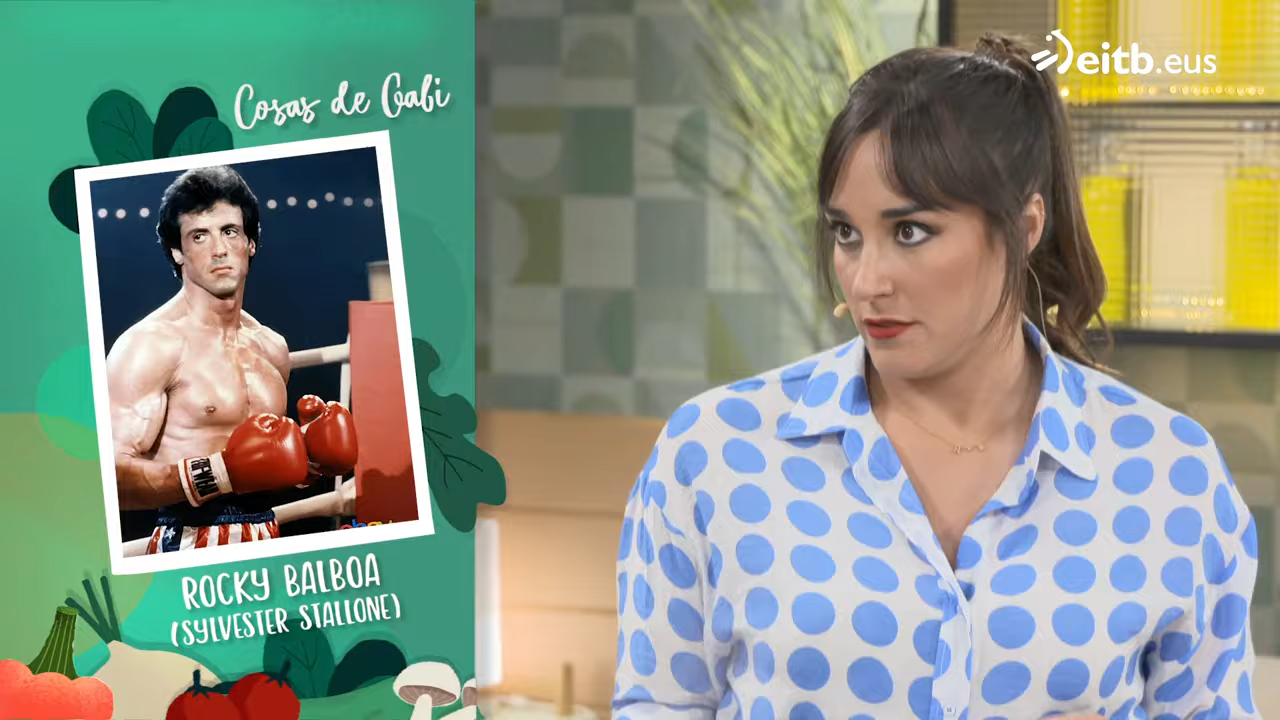 eitb.eus
Cosas de Gabi
ROCKY BALBOA
(SYLVESTER STALLONE)